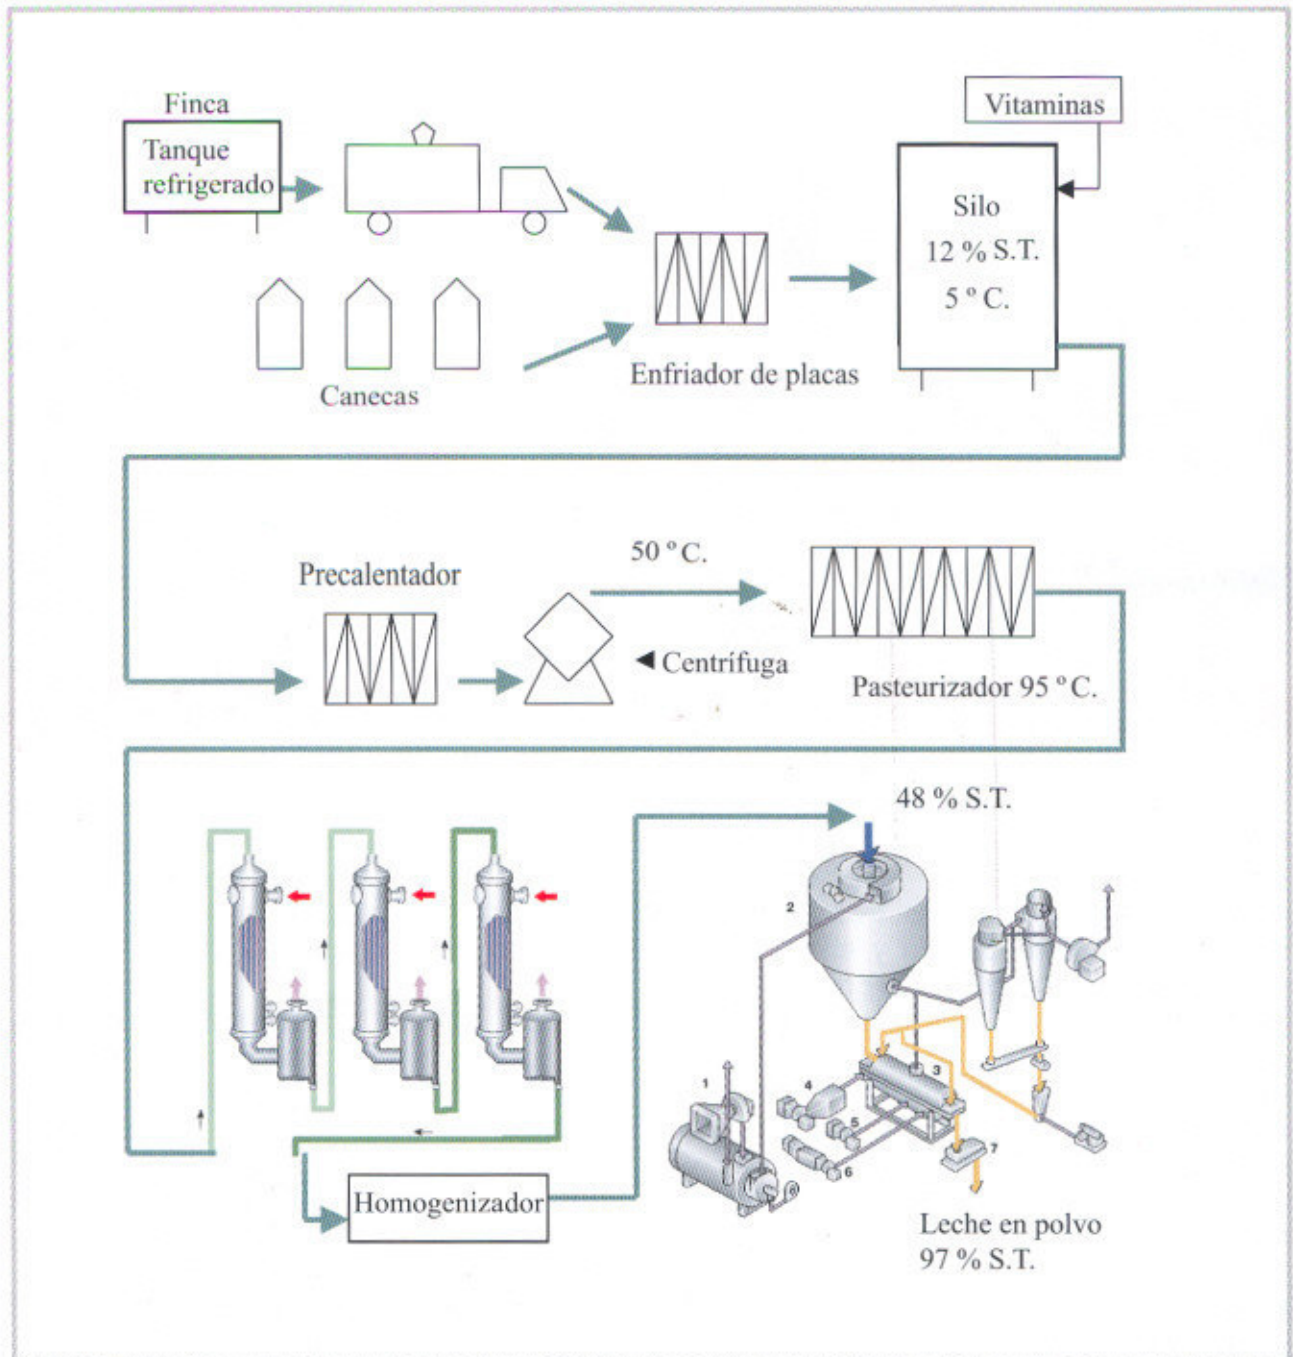 Finca
Tanque
refrigerado
Canecas
Enfriador de placas
Vitaminas
Silo
12 % S.T.
5 º C.
Precalentador
50 º C.
Centrífuga
Pasteurizador 95 º C.
48 % S.T.
2
3
1
4
5
6
7
Homogenizador
Leche en polvo
97 % S.T.